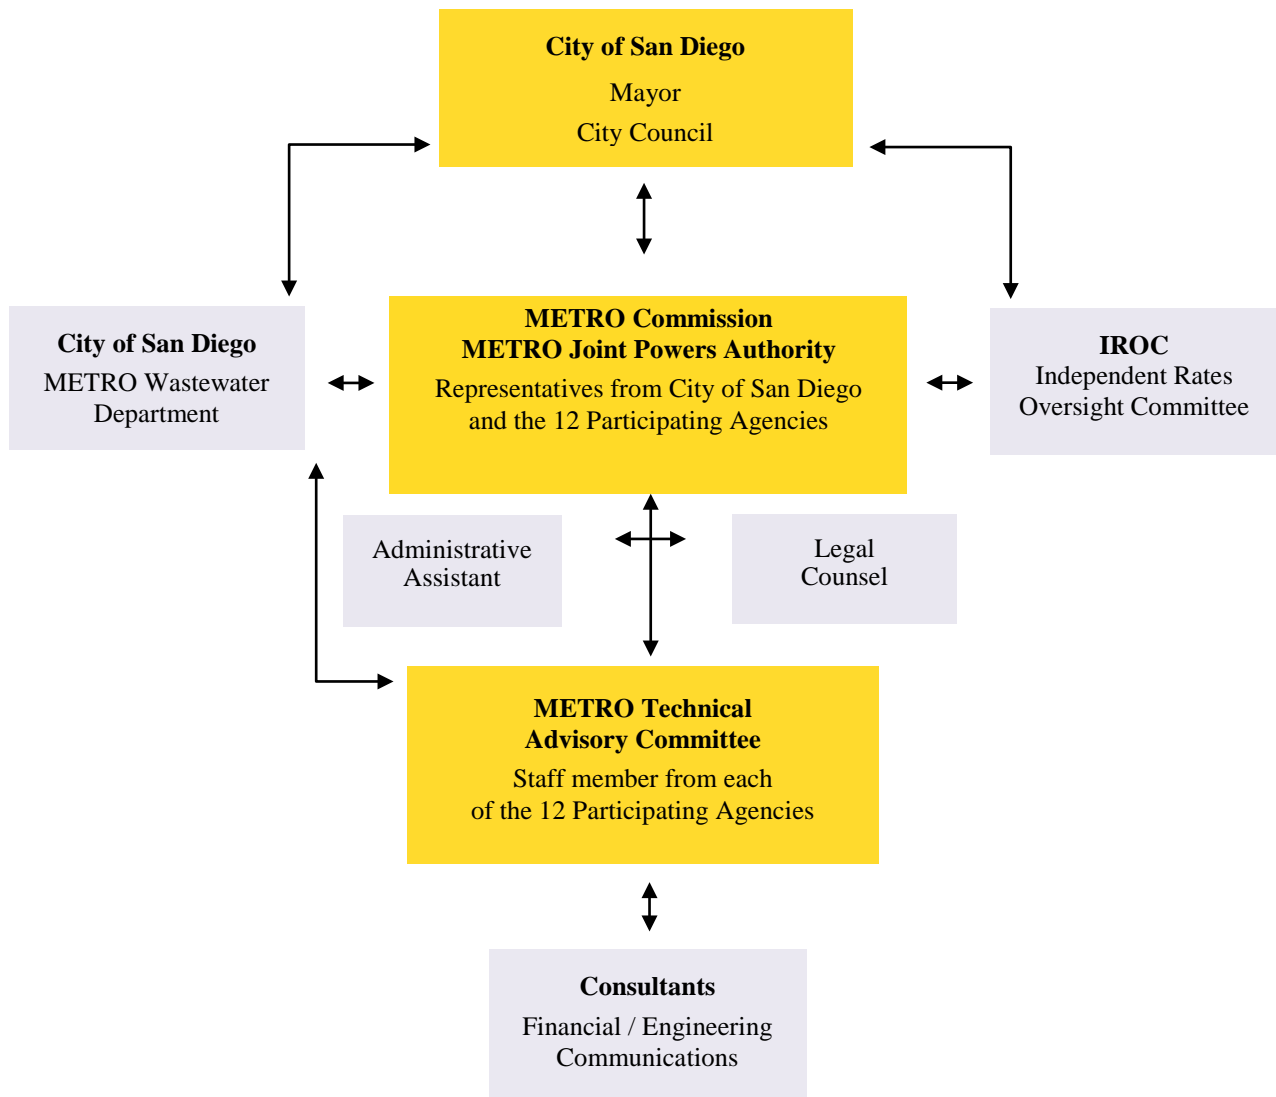 City of San Diego
Mayor
City Council
City of San Diego
METRO Wastewater
Department
METRO Commission
METRO Joint Powers Authority
Representatives from City of San Diego
and the 12 Participating Agencies
IROC
Independent Rates
Oversight Committee
Administrative
Assistant
Legal
Counsel
METRO Technical
Advisory Committee
Staff member from each
of the 12 Participating Agencies
Consultants
Financial / Engineering
Communications